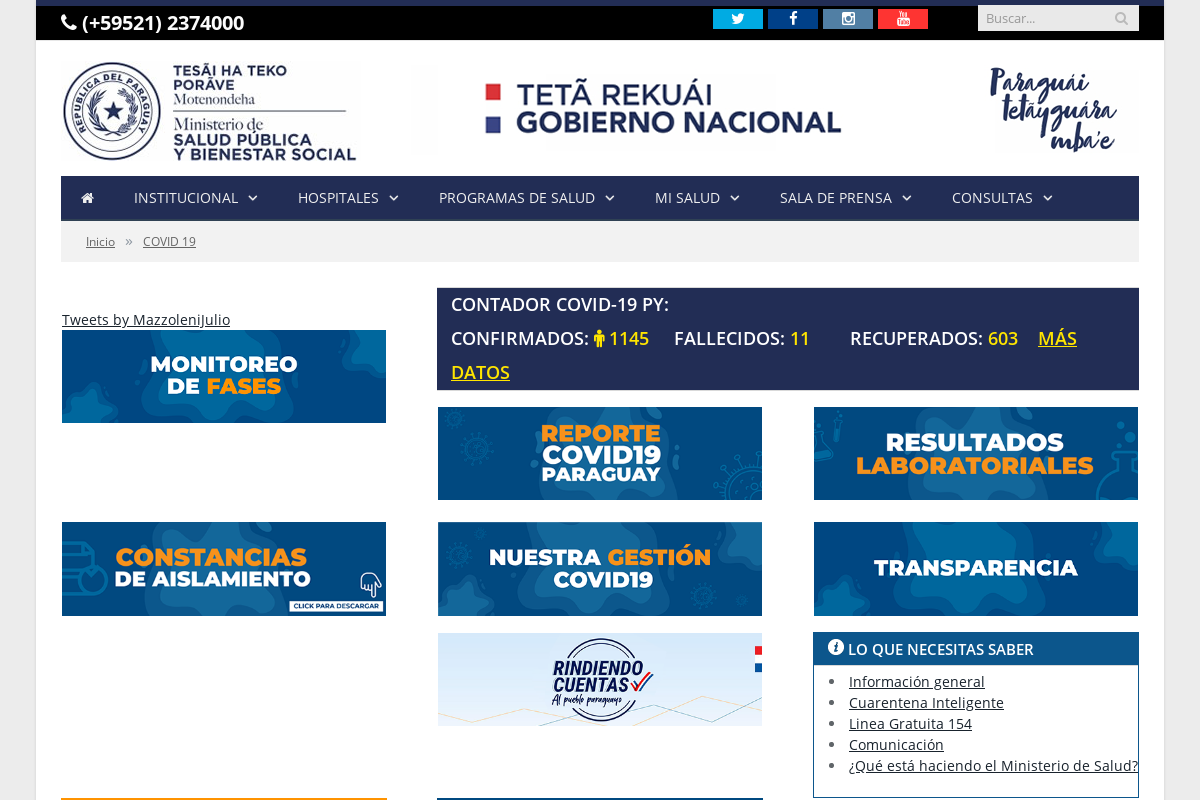 (+59521) 2374000
Buscar...
REPUBLICA DEL PARAGUAY
TESÃI HA TEKO
PORÃVE
Motenondeha
Ministerio de
SALUD PÚBLICA
Y BIENESTAR SOCIAL
TETÃ REKUÁI
GOBIERNO NACIONAL
Paraguái
tetãyguára
mba'e
INSTITUCIONAL
HOSPITALES
PROGRAMAS DE SALUD
MI SALUD
SALA DE PRENSA
CONSULTAS
Inicio » COVID 19
Tweets by MazzoleniJulio
MONITOREO
DE FASES
CONTADOR COVID-19 PY:
CONFIRMADOS: 1145 FALLECIDOS: 11 RECUPERADOS: 603 MÁS
DATOS
REPORTE
COVID19
PARAGUAY
RESULTADOS
LABORATORIALES
CONSTANCIAS
DE AISLAMIENTO
CLICK PARA DESCARGAR
NUESTRA GESTIÓN
COVID19
TRANSPARENCIA
RINDIENDO
CUENTAS
Al pueblo paraguayo
LO QUE NECESITAS SABER
Información general
Cuarentena Inteligente
Linea Gratuita 154
Comunicación
¿Qué está haciendo el Ministerio de Salud?